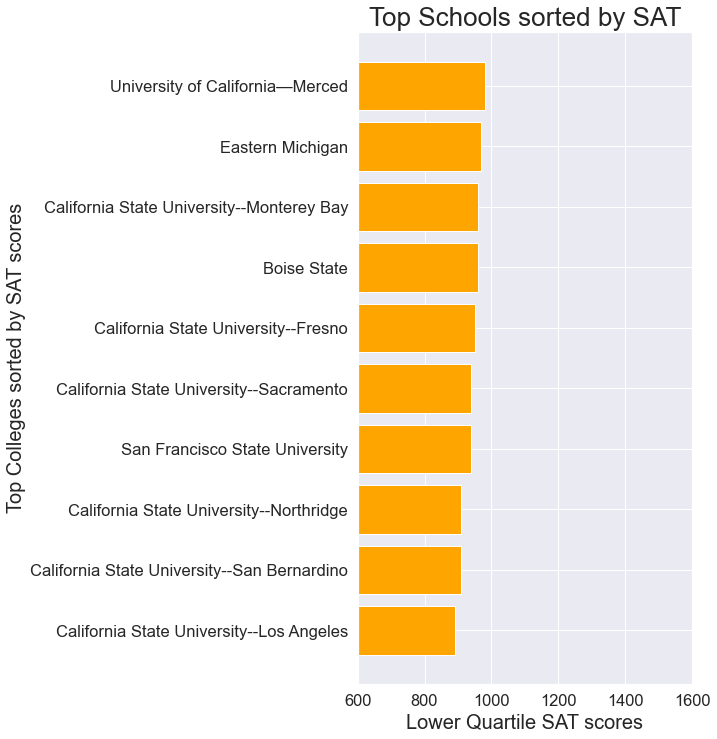 Top Schools sorted by SAT
Top Colleges sorted by SAT scores
University of California—Merced
Eastern Michigan
California State University--Monterey Bay
Boise State
California State University--Fresno
California State University--Sacramento
San Francisco State University
California State University--Northridge
California State University--San Bernardino
California State University--Los Angeles
600 800 1000 1200 1400 1600
Lower Quartile SAT scores